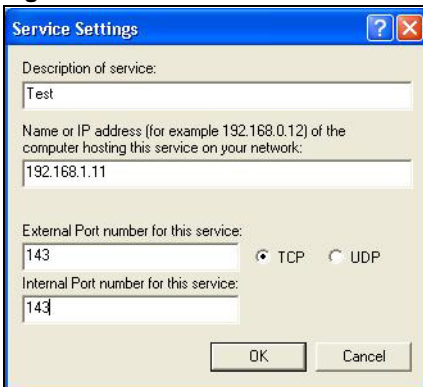 Service Settings
Description of service:
Test
Name or IP address (for example 192.168.0.12) of the
computer hosting this service on your network:
192.168.1.11
External Port number for this service:
143 TCP UDP
Internal Port number for this service:
143
OK Cancel